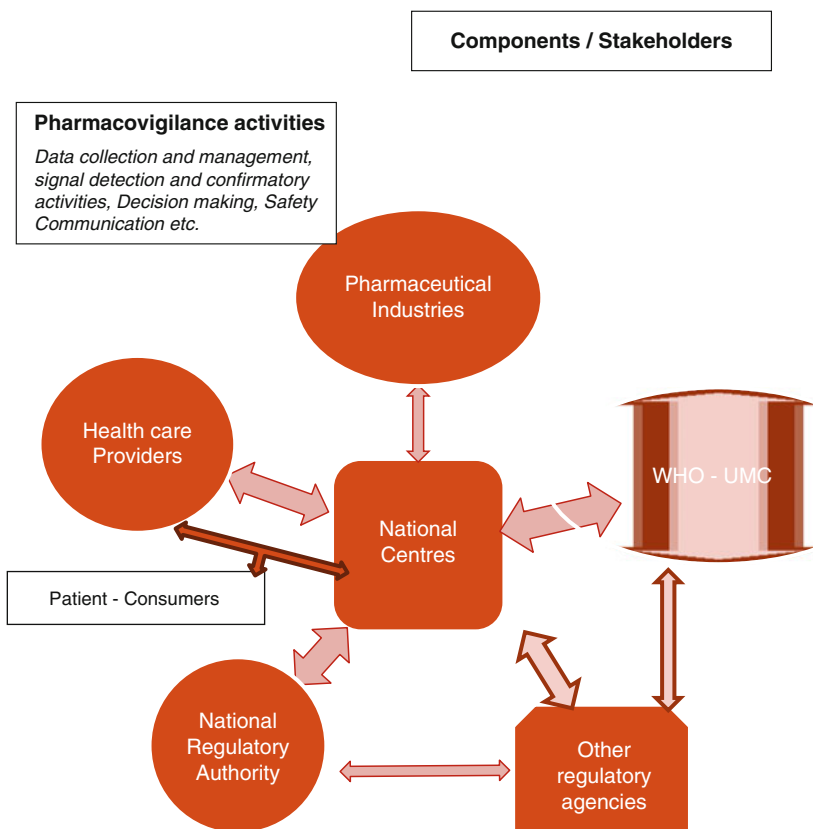 Components / Stakeholders
Pharmacovigilance activities
Data collection and management,
signal detection and confirmatory
activities, Decision making, Safety
Communication etc.
Pharmaceutical
Industries
Health care
Providers
WHO - UMC
National
Centres
Patient - Consumers
National
Regulatory
Authority
Other
regulatory
agencies